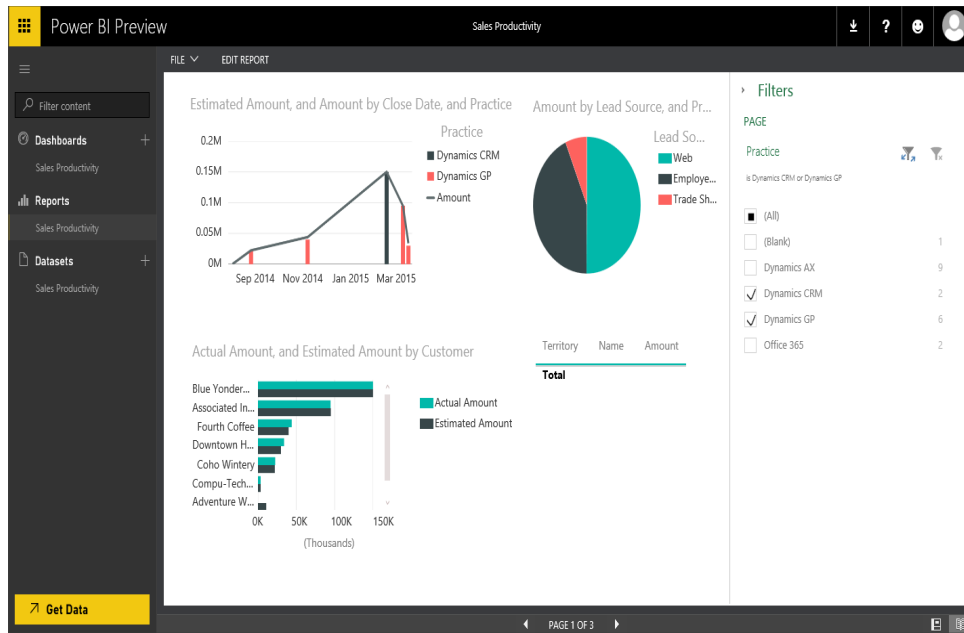 Power BI Preview
Sales Productivity
?
FILE
EDIT REPORT
Filter content
Dashboards
Sales Productivity
Reports
Sales Productivity
Datasets
Sales Productivity
Get Data
Estimated Amount, and Amount by Close Date, and Practice
Practice
Dynamics CRM
Dynamics GP
Amount
0.2M
0.15M
0.1M
0.05M
0M
Sep 2014 Nov 2014 Jan 2015 Mar 2015
Amount by Lead Source, and Pr...
Lead So...
Web
Employe...
Trade Sh...
Actual Amount, and Estimated Amount by Customer
Blue Yonder...
Associated In...
Fourth Coffee
Downtown H...
Coho Wintery
Compu-Tech...
Adventure W...
0K 50K 100K 150K
(Thousands)
Actual Amount
Estimated Amount
Territory Name Amount
Total
Filters
PAGE
Practice
is Dynamics CRM or Dynamics GP
(All)
(Blank) 1
Dynamics AX 9
Dynamics CRM 2
Dynamics GP 6
Office 365 2
PAGE 1 OF 3